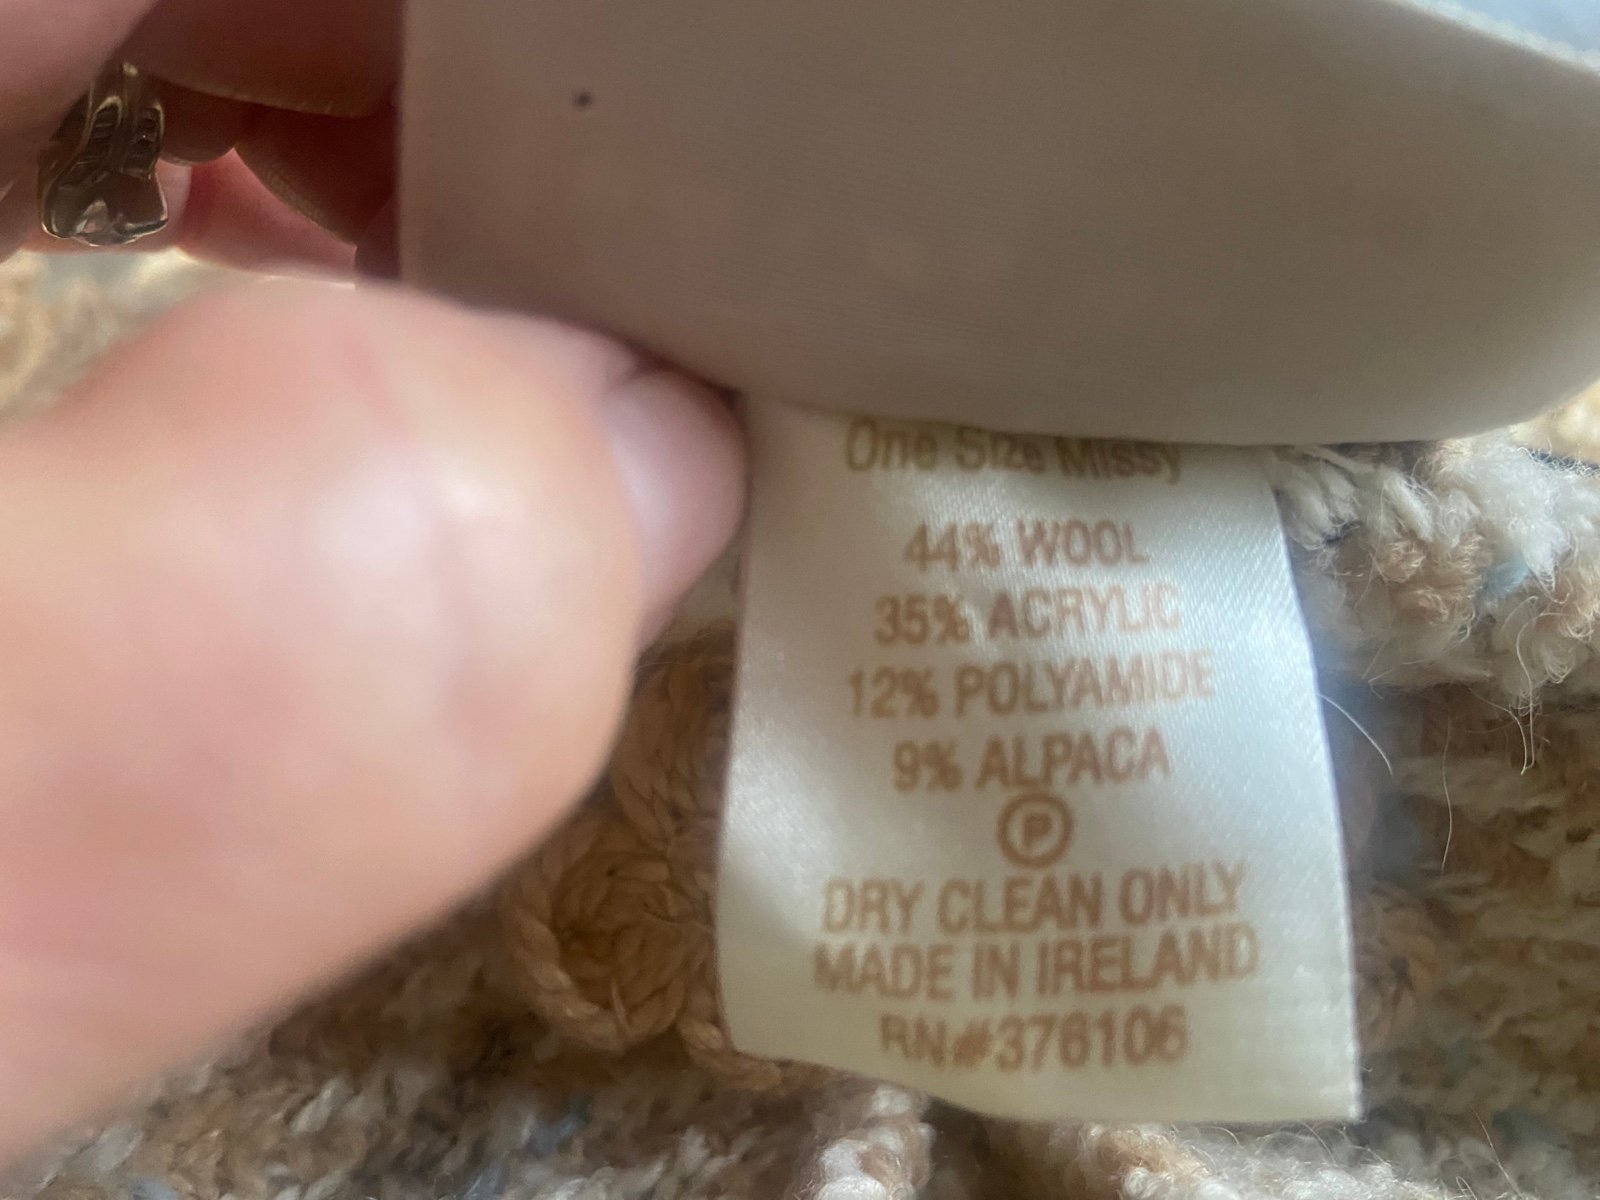 One Size Missy
44% WOOL
35% ACRYLIC
12% POLYAMIDE
9% ALPACA
P
DRY CLEAN ONLY
MADE IN IRELAND
RN#376106